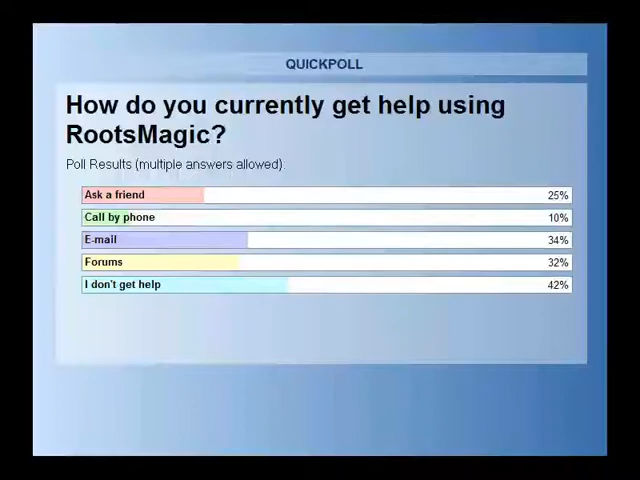 QUICKPOLL
How do you currently get help using
RootsMagic?
Poll Results (multiple answers allowed):
Ask a friend 25%
Call by phone 10%
E-mail 34%
Forums 32%
I don't get help 42%